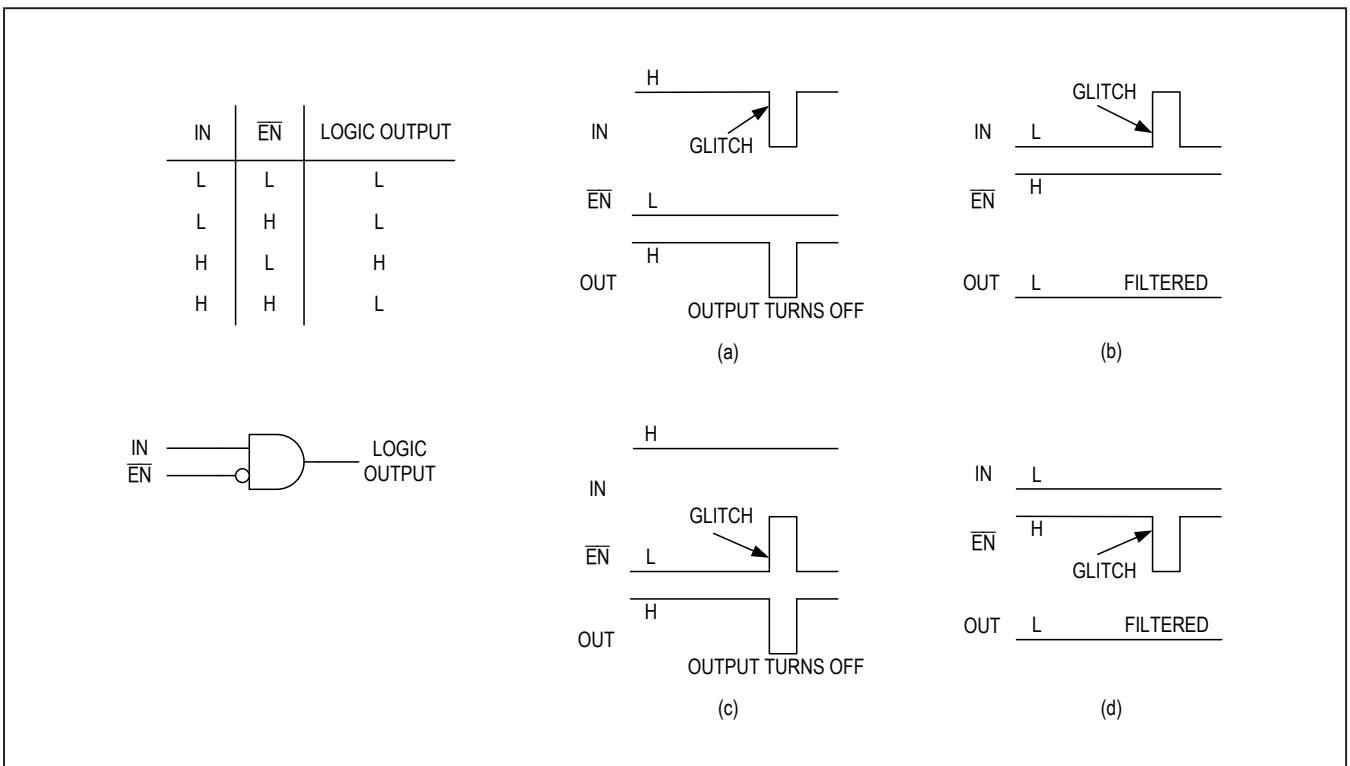 IN EN̅ LOGIC OUTPUT
L L L
L H L
H L H
H H L
IN
EN̅
LOGIC
OUTPUT
H
IN
GLITCH
EN̅ L
H
OUT
OUTPUT TURNS OFF
(a)
GLITCH
IN L
EN̅ H
OUT L FILTERED
(b)
H
IN
GLITCH
EN̅ L
H
OUT
OUTPUT TURNS OFF
(c)
IN L
EN̅ H
GLITCH
OUT L FILTERED
(d)